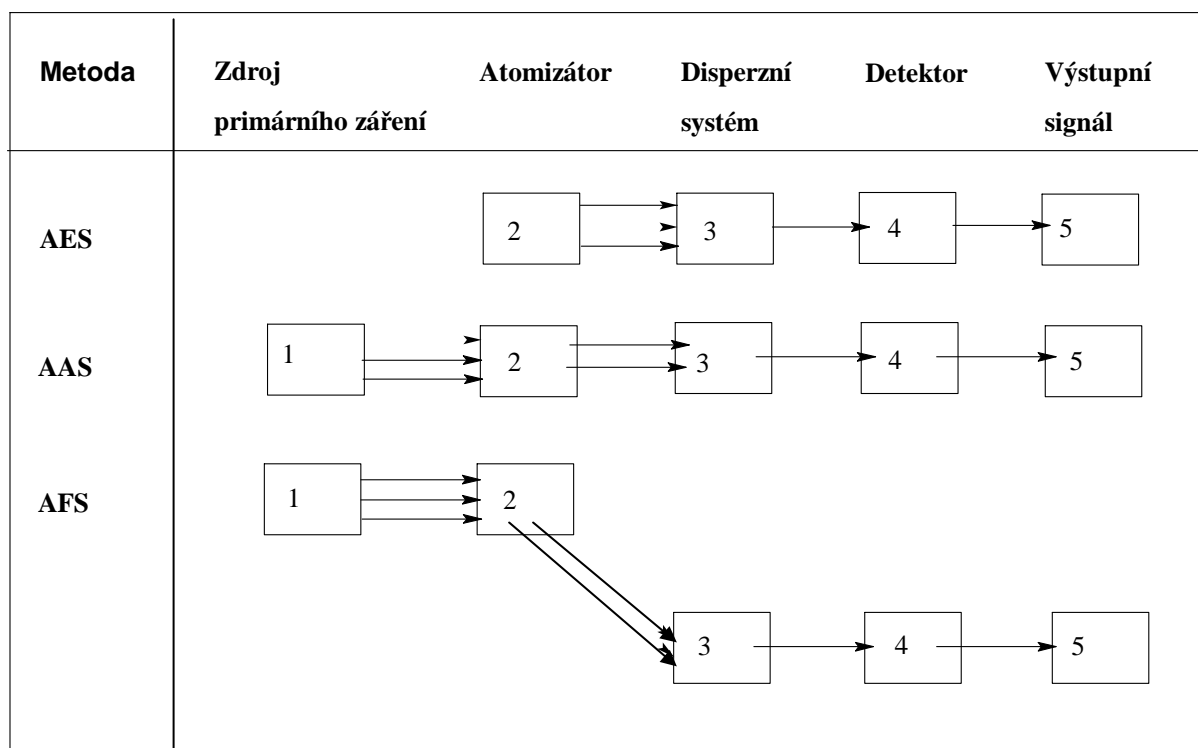 Metoda
Zdroj
primárního záření
Atomizátor
Disperzní
systém
Detektor
Výstupní
signál
AES
2
3
4
5
AAS
1
2
3
4
5
AFS
1
2
3
4
5